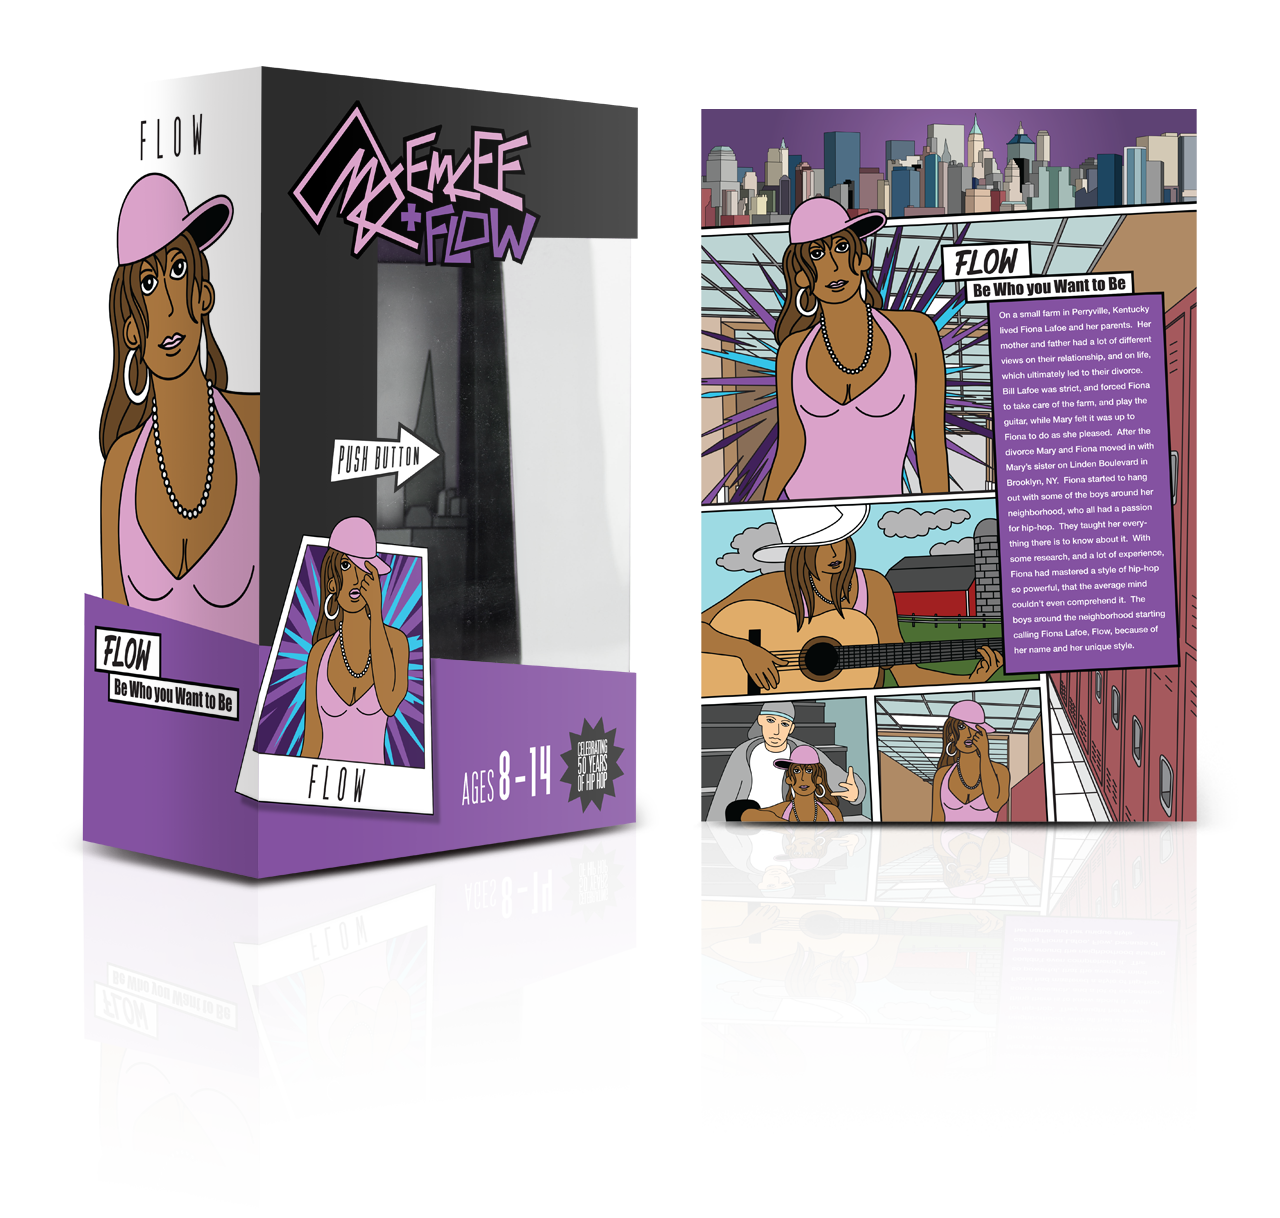 FLOW
EMCEE
+FLOW
PUSH BUTTON
FLOW
Be Who you Want to Be
FLOW
AGES 8-14
CELEBRATING
50 YEARS
OF HIP HOP
FLOW
Be Who you Want to Be
On a small farm in Perryville, Kentucky
lived Fiona Lafoe and her parents. Her
mother and father had a lot of different
views on their relationship, and on life,
which ultimately led to their divorce.
Bill Lafoe was strict, and forced Fiona
to take care of the farm, and play the
guitar, while Mary felt it was up to
Fiona to do as she pleased. After the
divorce Mary and Fiona moved in with
Mary's sister on Linden Boulevard in
Brooklyn, NY. Fiona started to hang
out with some of the boys around her
neighborhood, who all had a passion
for hip-hop. They taught her every-
thing there is to know about it. With
some research, and a lot of experience,
Fiona had mastered a style of hip-hop
so powerful, that the average mind
couldn't even comprehend it. The
boys around the neighborhood starting
calling Fiona Lafoe, Flow, because of
her name and her unique style.